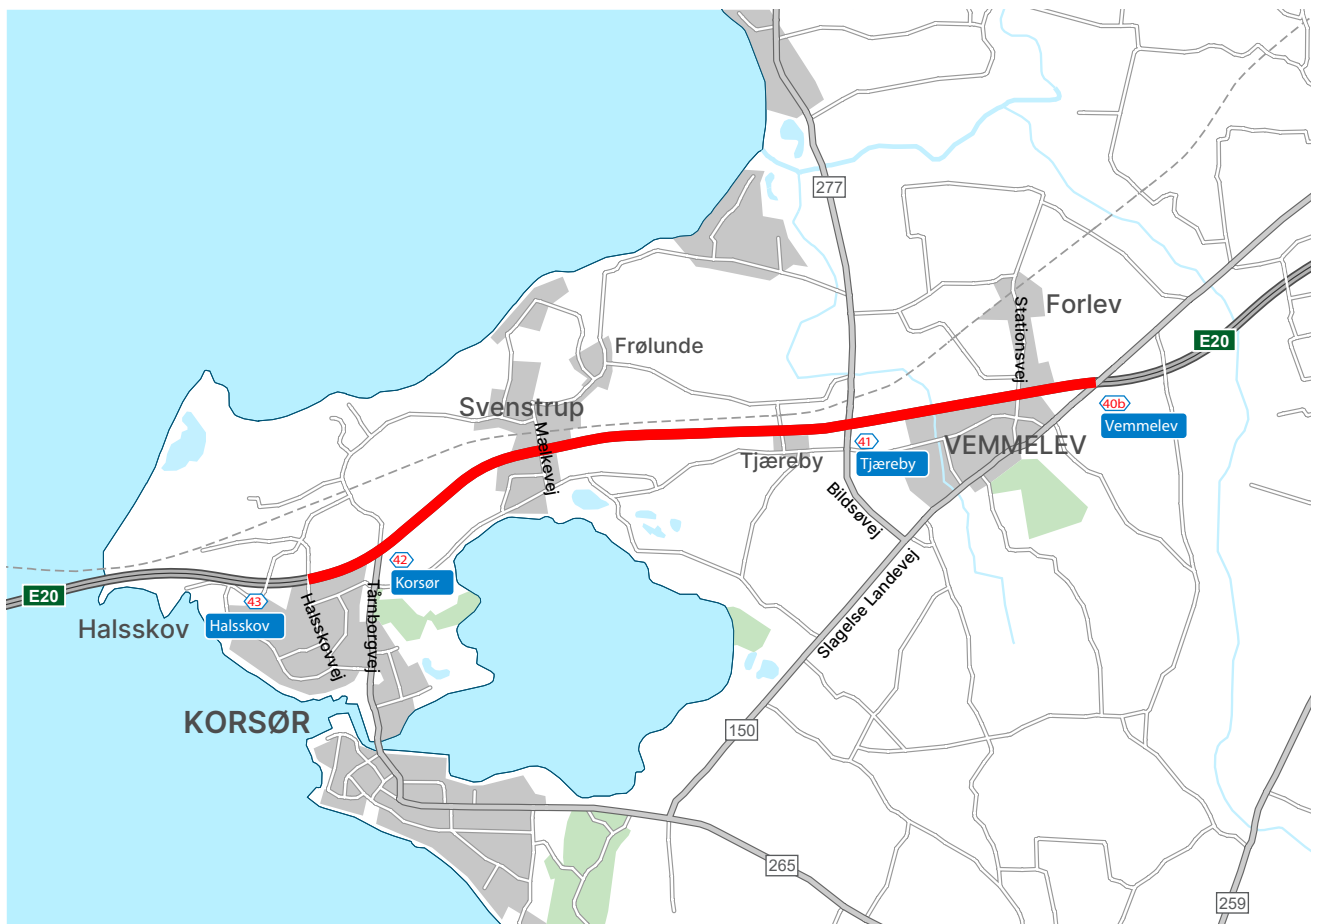 277
Forlev
Stationsvej
E20
Frølunde
Svenstrup
Mælkevej
40b
Vemmelev
41
Tjæreby
Tjæreby
VEMMELEV
Bildsøvej
Slagelse Landevej
42
Korsør
E20
43
Halsskov
Halsskov
Halsskovvej
Tårnborgvej
KORSØR
150
265
259